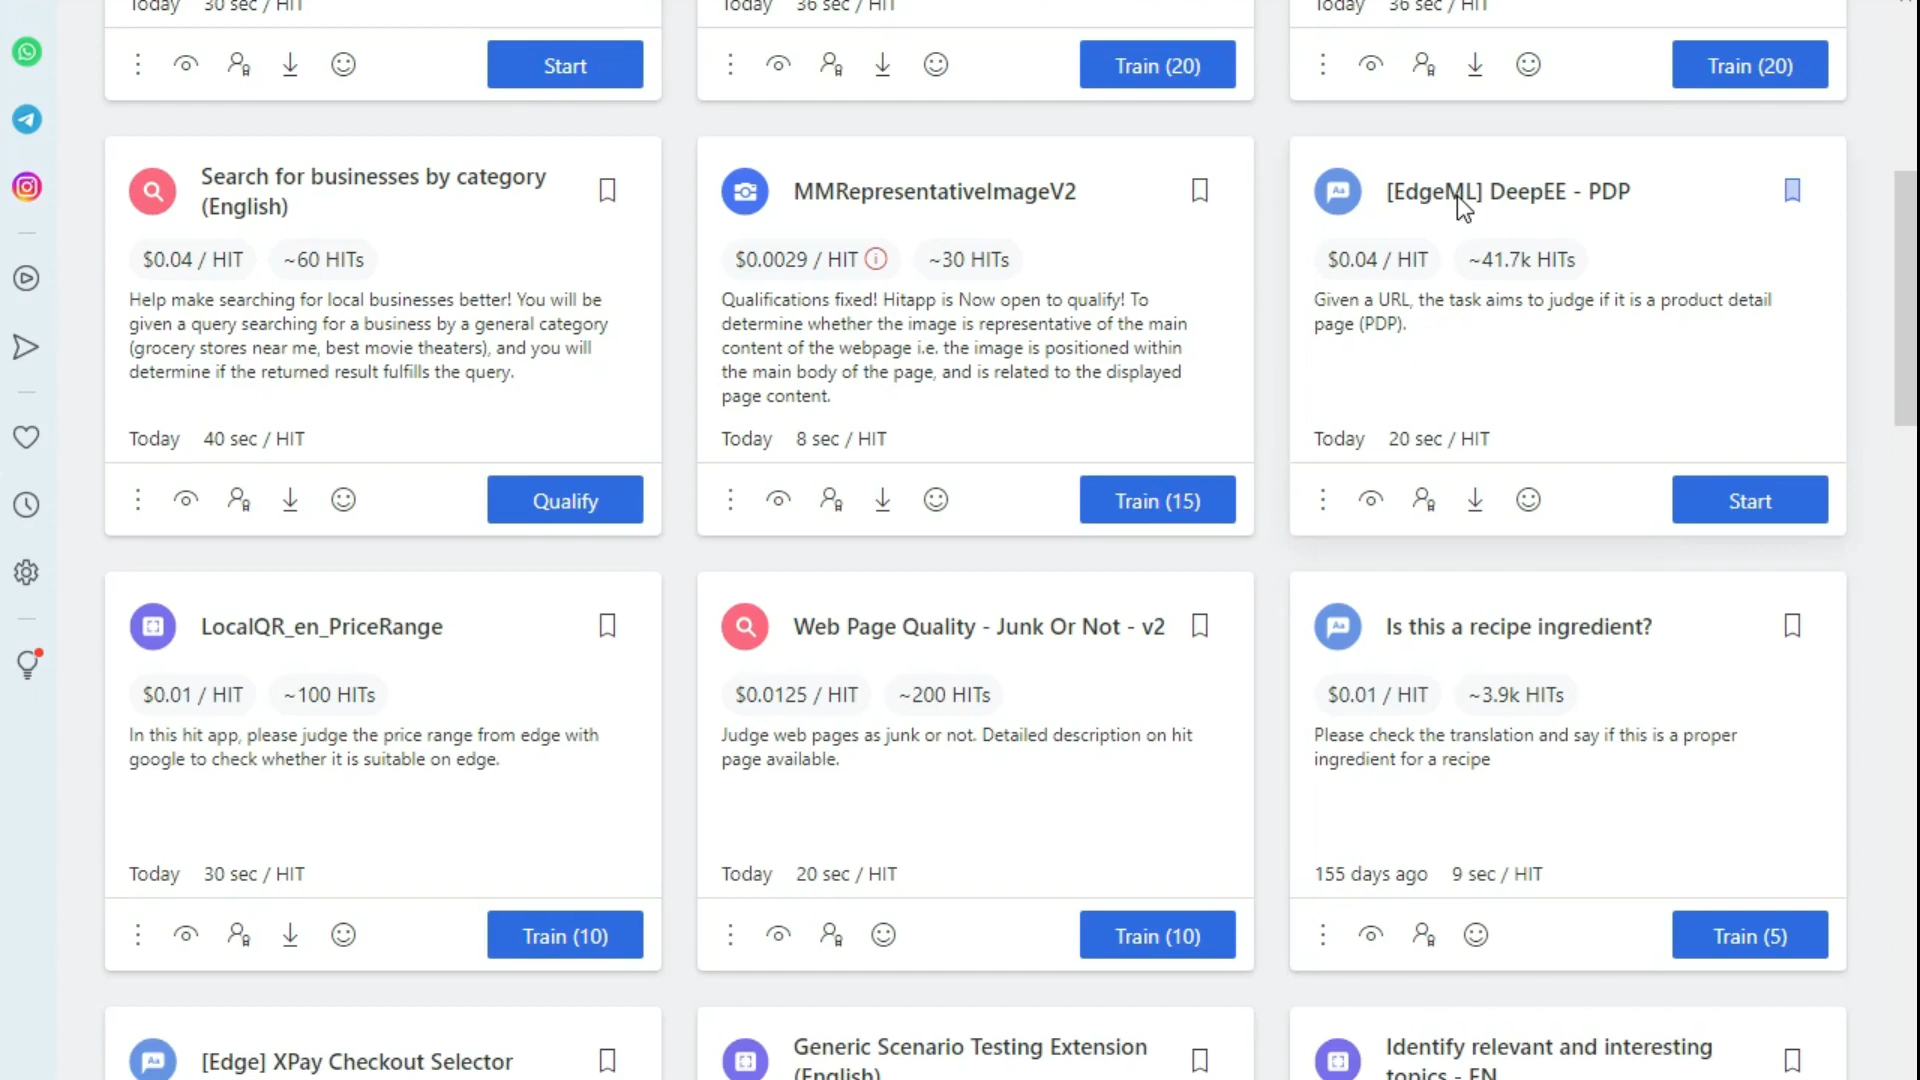 Today 30 sec / HIT
Today 36 sec / HIT
Today 36 sec / HIT
Start
Train (20)
Train (20)
Search for businesses by category
(English)
$0.04 / HIT ~60 HITs
Help make searching for local businesses better! You will be
given a query searching for a business by a general category
(grocery stores near me, best movie theaters), and you will
determine if the returned result fulfills the query.
Today 40 sec / HIT
Qualify
MMRepresentativeImageV2
$0.0029 / HIT ~30 HITs
Qualifications fixed! Hitapp is Now open to qualify! To
determine whether the image is representative of the main
content of the webpage i.e. the image is positioned within
the main body of the page, and is related to the displayed
page content.
Today 8 sec / HIT
Train (15)
[EdgeML] DeepEE - PDP
$0.04 / HIT ~41.7k HITs
Given a URL, the task aims to judge if it is a product detail
page (PDP).
Today 20 sec / HIT
Start
LocalQR_en_PriceRange
$0.01 / HIT ~100 HITs
In this hit app, please judge the price range from edge with
google to check whether it is suitable on edge.
Today 30 sec / HIT
Train (10)
Web Page Quality - Junk Or Not - v2
$0.0125 / HIT ~200 HITs
Judge web pages as junk or not. Detailed description on hit
page available.
Today 20 sec / HIT
Train (10)
Is this a recipe ingredient?
$0.01 / HIT ~3.9k HITs
Please check the translation and say if this is a proper
ingredient for a recipe
155 days ago 9 sec / HIT
Train (5)
[Edge] XPay Checkout Selector
Generic Scenario Testing Extension
(English)
Identify relevant and interesting
topics - EN